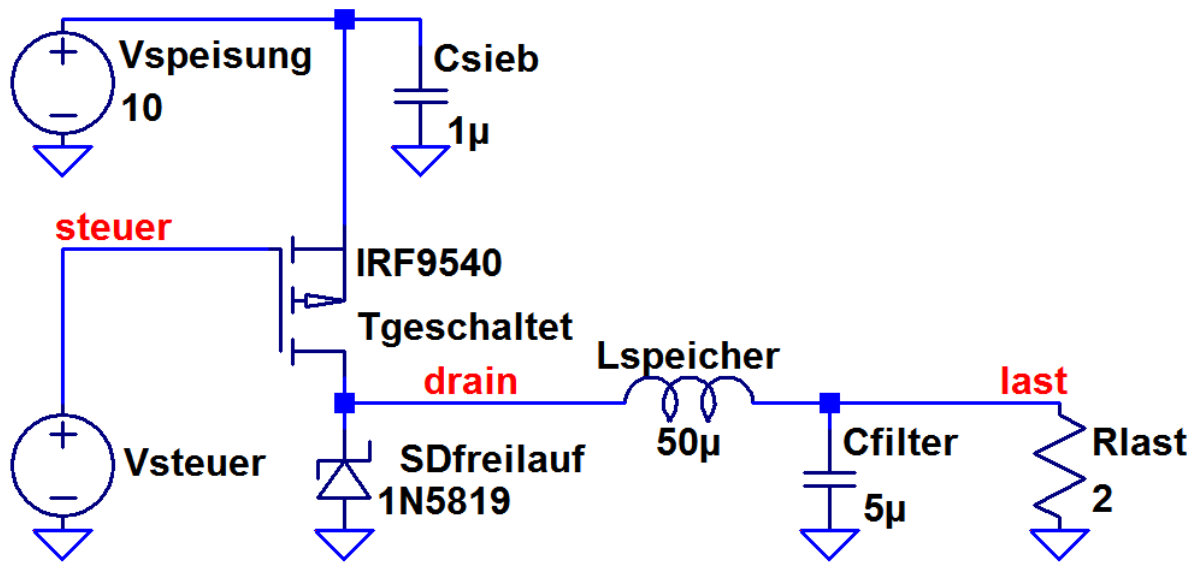 Vspeisung
10
Csieb
1µ
steuer
IRF9540
Tgeschaltet
Lspeicher
drain
last
50µ
Vsteuer
SDfreilauf
1N5819
Cfilter
5µ
Rlast
2